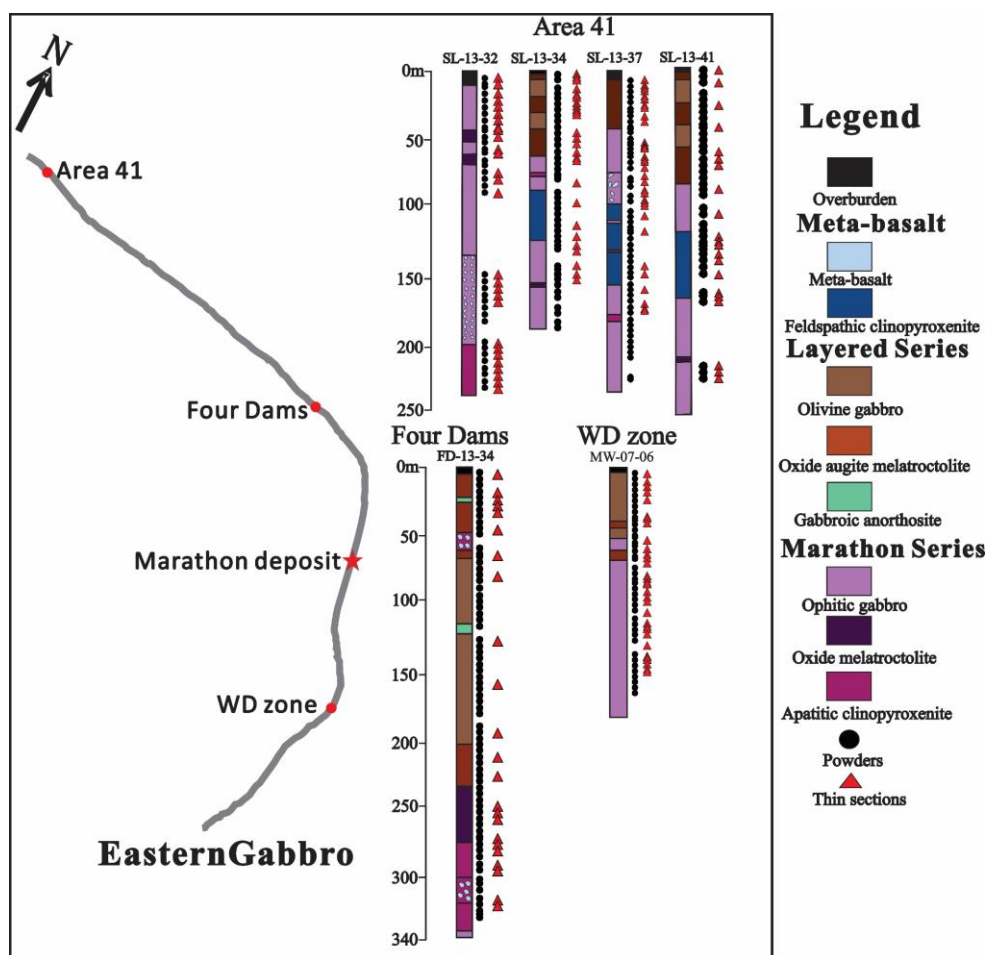 N
Area 41
Four Dams
Marathon deposit
WD zone
EasternGabbro
Area 41
SL-13-32 SL-13-34 SL-13-37 SL-13-41
0m
50
100
150
200
250
Four Dams
FD-13-34
WD zone
MW-07-06
0m
50
100
150
200
250
300
340
Legend
Overburden
Meta-basalt
Meta-basalt
Feldspathic clinopyroxenite
Layered Series
Olivine gabbro
Oxide augite melatroctolite
Gabbroic anorthosite
Marathon Series
Ophitic gabbro
Oxide melatroctolite
Apatitic clinopyroxenite
Powders
Thin sections